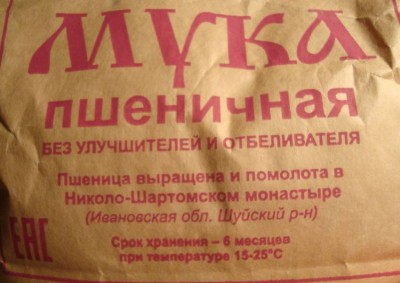 МУКА
пшеничная
БЕЗ УЛУЧШИТЕЛЕЙ И ОТБЕЛИВАТЕЛЯ
Пшеница выращена и помолота в
Николо-Шартомском монастыре
(Ивановская обл. Шуйский р-н)
EAC
Срок хранения – 6 месяцев
при температуре 15-25°C